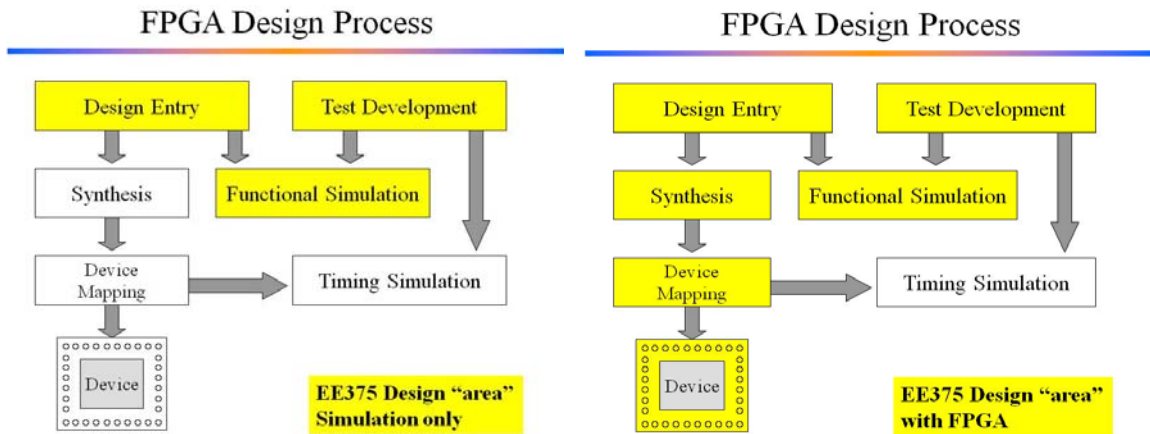 FPGA Design Process
Design Entry
Test Development
Synthesis
Functional Simulation
Device
Mapping
Timing Simulation
Device
EE375 Design “area”
Simulation only
FPGA Design Process
Design Entry
Test Development
Synthesis
Functional Simulation
Device
Mapping
Timing Simulation
Device
EE375 Design “area”
with FPGA